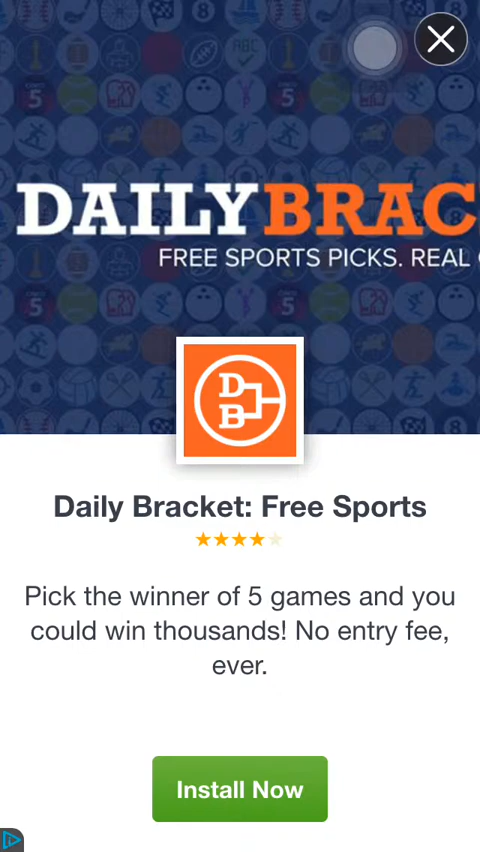 DAILYBRAC
FREE SPORTS PICKS. REAL
D
B
Daily Bracket: Free Sports
Pick the winner of 5 games and you
could win thousands! No entry fee,
ever.
Install Now